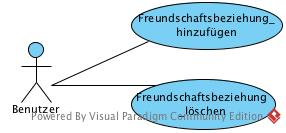 Freundschaftsbeziehung_
hinzufügen
Benutzer
Freundschaftsbeziehung
löschen
Powered By Visual Paradigm Community Edition